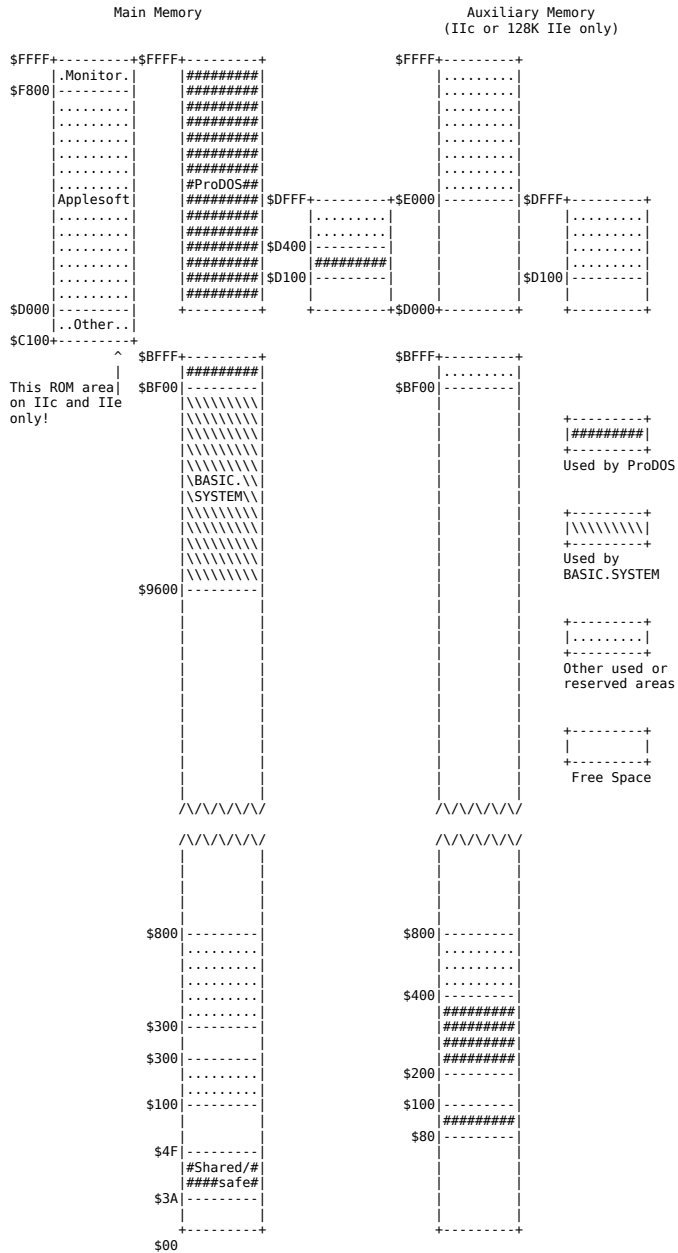 Main Memory                        Auxiliary Memory
                                             (IIc or 128K IIe only)

$FFFF+---------+$FFFF+---------+               $FFFF+---------+
     |.Monitor.|     |#########|                    |.........|
$F800|---------|     |#########|                    |.........|
     |.........|     |#########|                    |.........|
     |.........|     |#########|                    |.........|
     |.........|     |#########|                    |.........|
     |.........|     |#########|                    |.........|
     |.........|     |#########|                    |.........|
     |.........|     |#ProDOS##|                    |.........|
     |Applesoft|     |#########|$DFFF+---------+$E000|---------|$DFFF+---------+
     |.........|     |#########|     |.........|    |         |     |.........|
     |.........|     |#########|     |.........|    |         |     |.........|
     |.........|     |#########|$D400|---------|    |         |     |.........|
     |.........|     |#########|     |#########|    |         |     |.........|
     |.........|     |#########|$D100|---------|    |         |$D100|---------|
     |.........|     |#########|     |         |    |         |     |         |
$D000|---------|     +---------+     +---------+$D000+---------+     +---------+
     |..Other..|
$C100+---------+
             ^  $BFFF+---------+               $BFFF+---------+
             |       |#########|                    |.........|
This ROM area|  $BF00|---------|               $BF00|---------|
on IIc and IIe       |\\\\\\\\\|                    |         |
only!                |\\\\\\\\\|                    |         |     +---------+
                     |\\\\\\\\\|                    |         |     |#########|
                     |\\\\\\\\\|                    |         |     +---------+
                     |\\\\\\\\\|                    |         |     Used by ProDOS
                     |\BASIC.\\|                    |         |
                     |\SYSTEM\\|                    |         |
                     |\\\\\\\\\|                    |         |     +---------+
                     |\\\\\\\\\|                    |         |     |\\\\\\\\\|
                     |\\\\\\\\\|                    |         |     +---------+
                     |\\\\\\\\\|                    |         |     Used by
                     |\\\\\\\\\|                    |         |     BASIC.SYSTEM
                $9600|---------|                    |         |
                     |         |                    |         |
                     |         |                    |         |     +---------+
                     |         |                    |         |     |.........|
                     |         |                    |         |     +---------+
                     |         |                    |         |     Other used or
                     |         |                    |         |     reserved areas
                     |         |                    |         |
                     |         |                    |         |
                     |         |                    |         |     +---------+
                     |         |                    |         |     |         |
                     |         |                    |         |     +---------+
                     |         |                    |         |      Free Space
                     |         |                    |         |
                     /\/\/\/\/\/                    /\/\/\/\/\/

                     /\/\/\/\/\/                    /\/\/\/\/\/
                     |         |                    |         |
                     |         |                    |         |
                     |         |                    |         |
                     |         |                    |         |
                     |         |                    |         |
                 $800|---------|                $800|---------|
                     |.........|                    |.........|
                     |.........|                    |.........|
                     |.........|                    |.........|
                     |.........|                $400|---------|
                     |.........|                    |#########|
                 $300|---------|                    |#########|
                     |         |                    |#########|
                 $300|---------|                    |#########|
                     |.........|                $200|---------|
                     |.........|                    |         |
                 $100|---------|                $100|---------|
                     |         |                    |#########|
                     |         |                 $80|---------|
                  $4F|---------|                    |         |
                     |#Shared/#|                    |         |
                     |####safe#|                    |         |
                  $3A|---------|                    |         |
                     |         |                    |         |
                     +---------+                    +---------+
                  $00